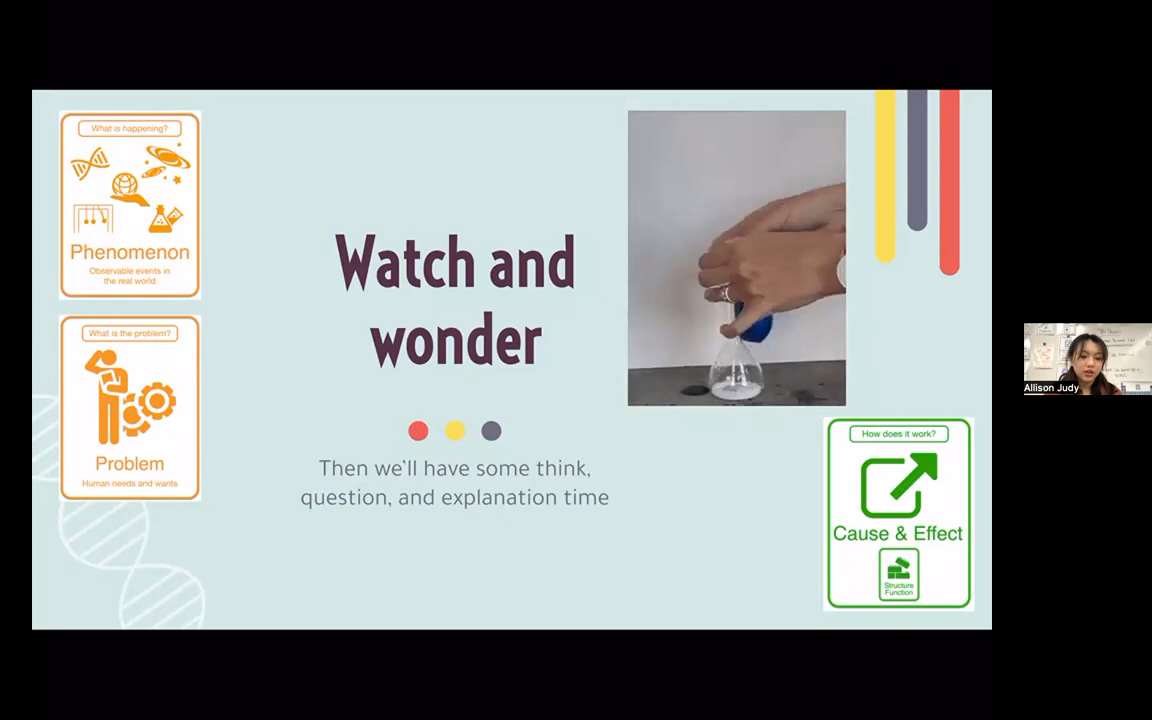 What is happening?
Phenomenon
Observable events in
the real world
What is the problem?
Problem
Human needs and wants
Watch and
wonder
Then we'll have some think,
question, and explanation time
How does it work?
Cause & Effect
Structure
Function
Allison Judy